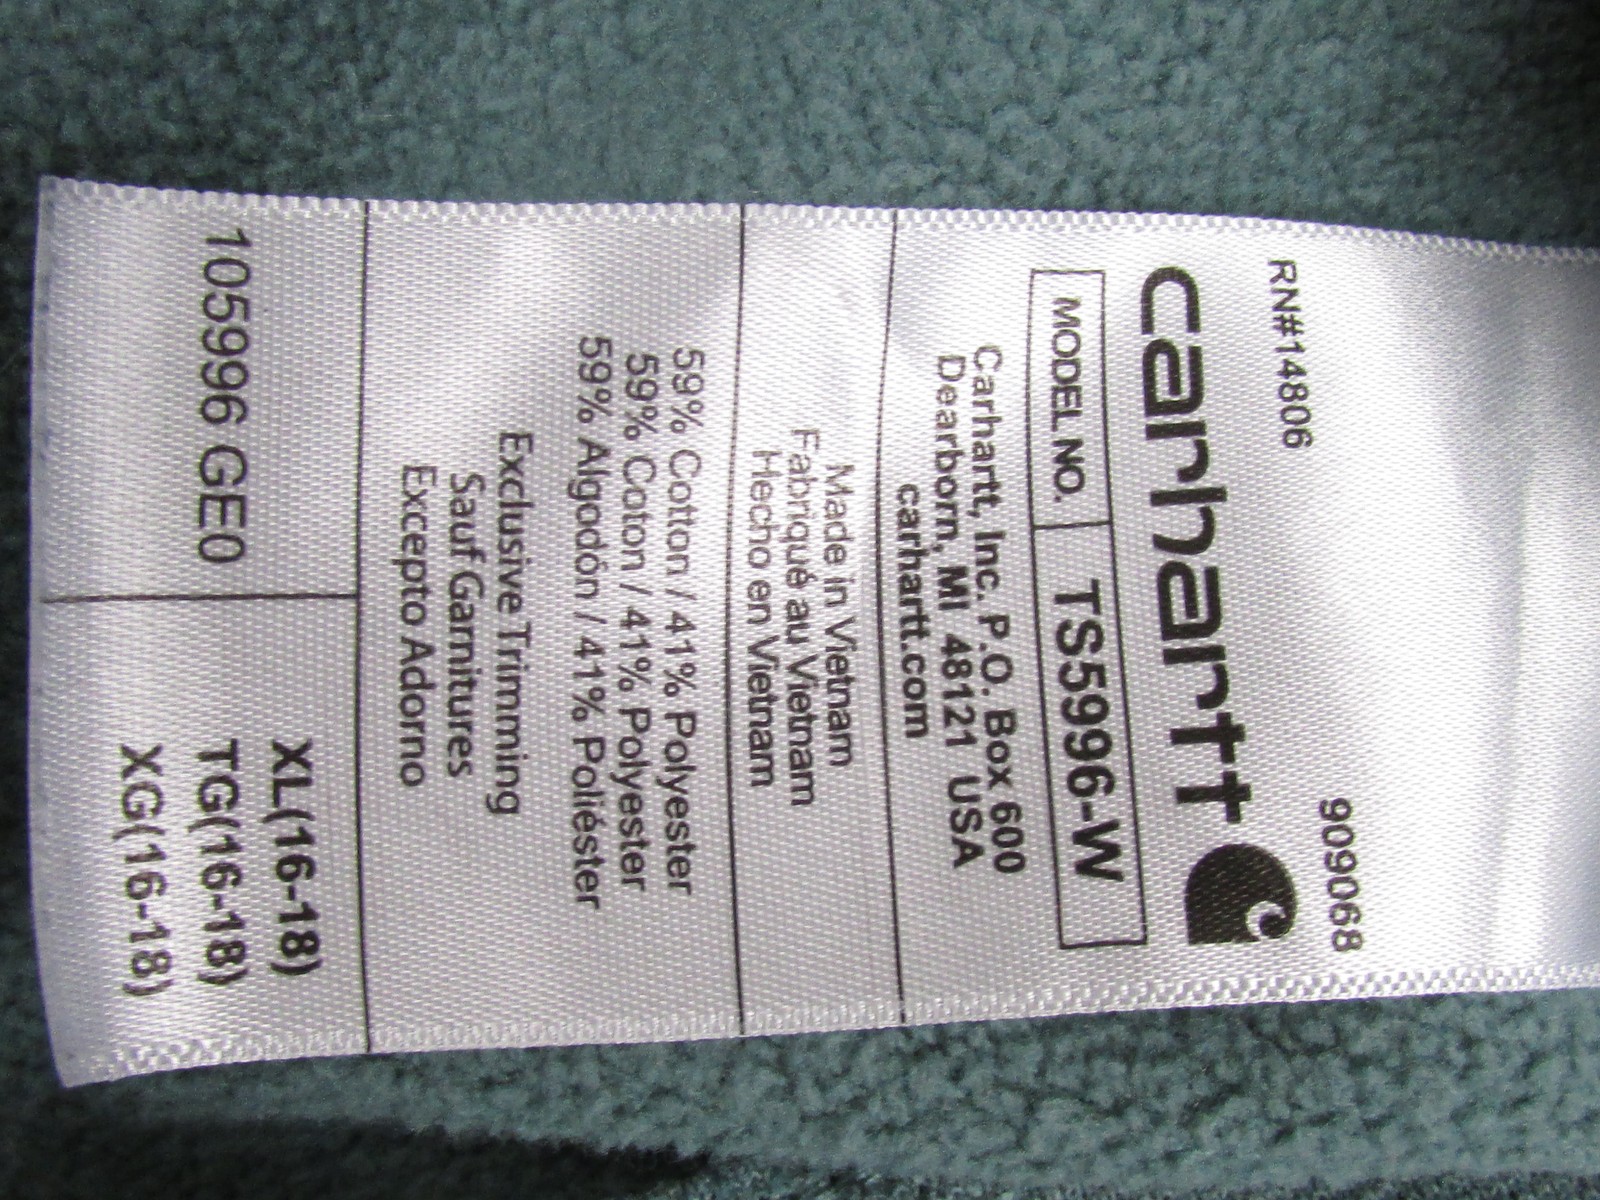 RN#14806 909068
carhartt
MODEL NO. TS5996-W
Carhartt, Inc. P.O. Box 600
Dearborn, MI 48121 USA
carhartt.com
Made in Vietnam
Fabriqué au Vietnam
Hecho en Vietnam
59% Cotton / 41% Polyester
59% Coton / 41% Polyester
59% Algodón / 41% Poliéster
Exclusive Trimming
Sauf Garnitures
Excepto Adorno
105996 GE0
XL(16-18)
TG(16-18)
XG(16-18)